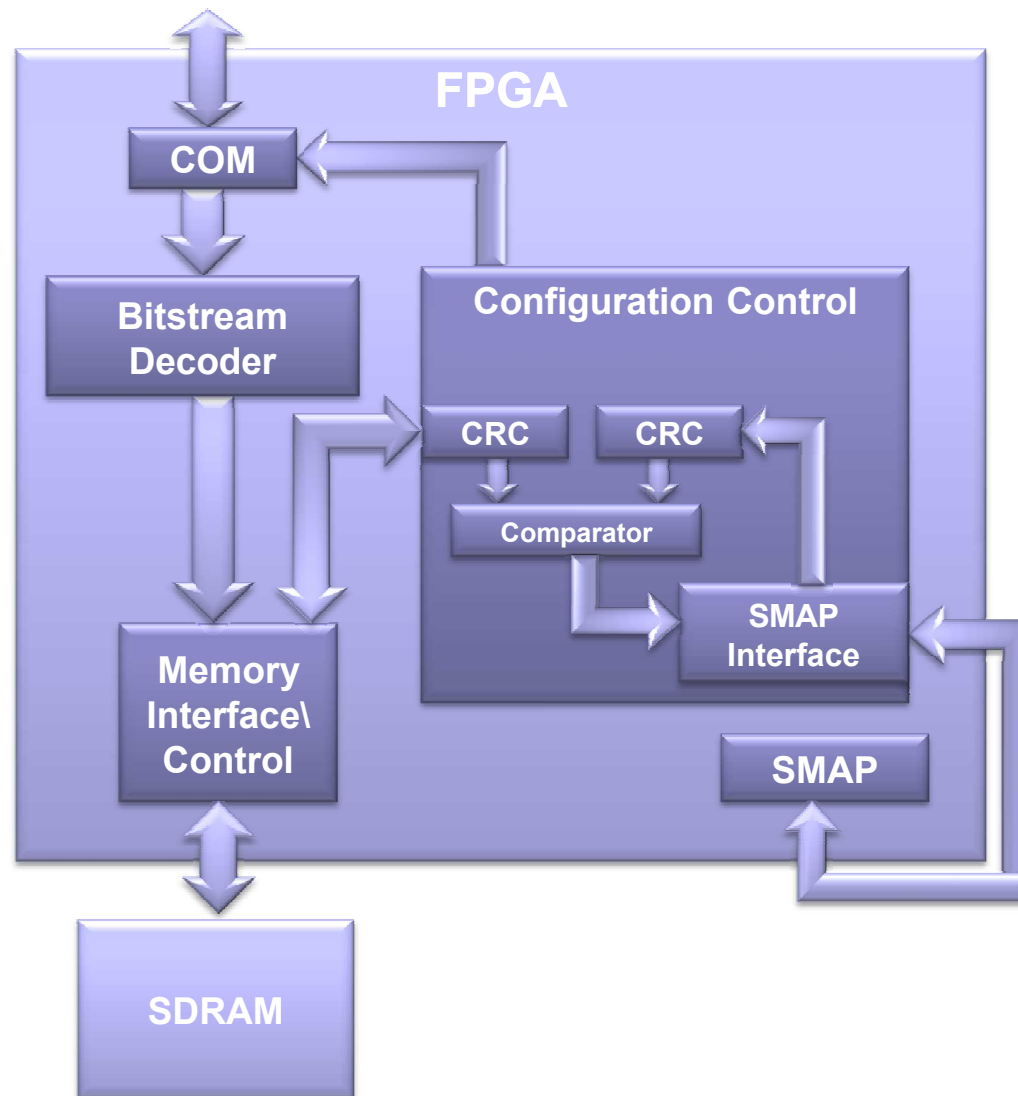 FPGA
COM
Bitstream
Decoder
Configuration Control
CRC
CRC
Comparator
SMAP
Interface
Memory
Interface\
Control
SMAP
SDRAM